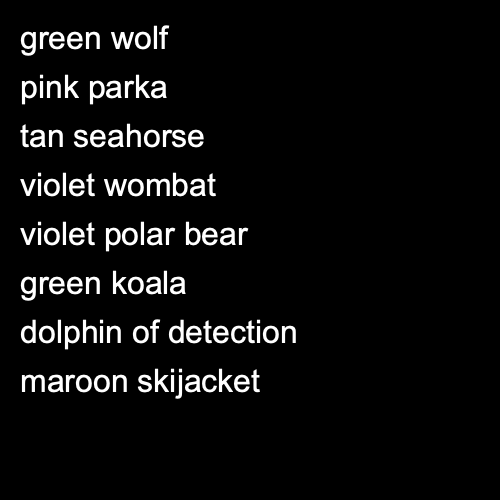 green wolf
pink parka
tan seahorse
violet wombat
violet polar bear
green koala
dolphin of detection
maroon skijacket